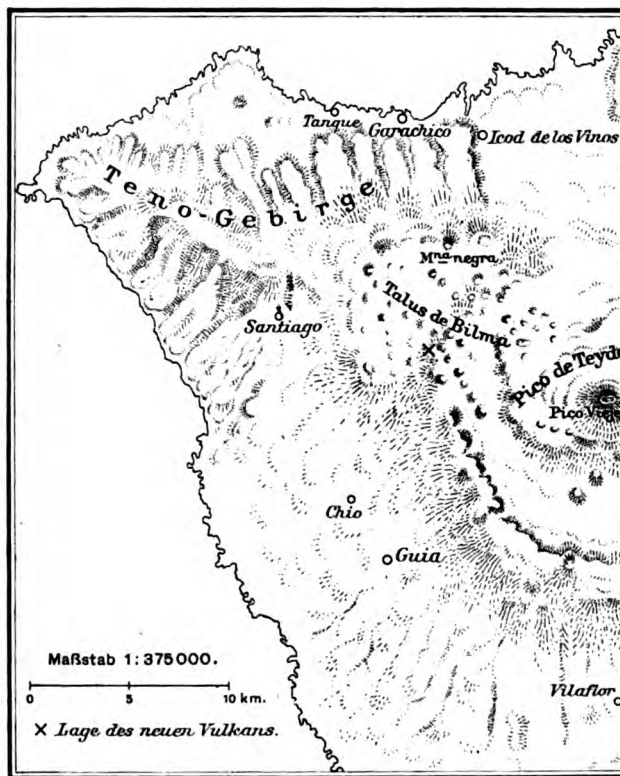 Tanque
Garachico
Icod de los Vinos
Teno-Gebirge
Mna negra
Talus de Bilma
Santiago
Pico de Teyde
Pico Viejo
Chio
Guia
Maßstab 1:375000.
0 5 10 km.
Vilaflor
× Lage des neuen Vulkans.